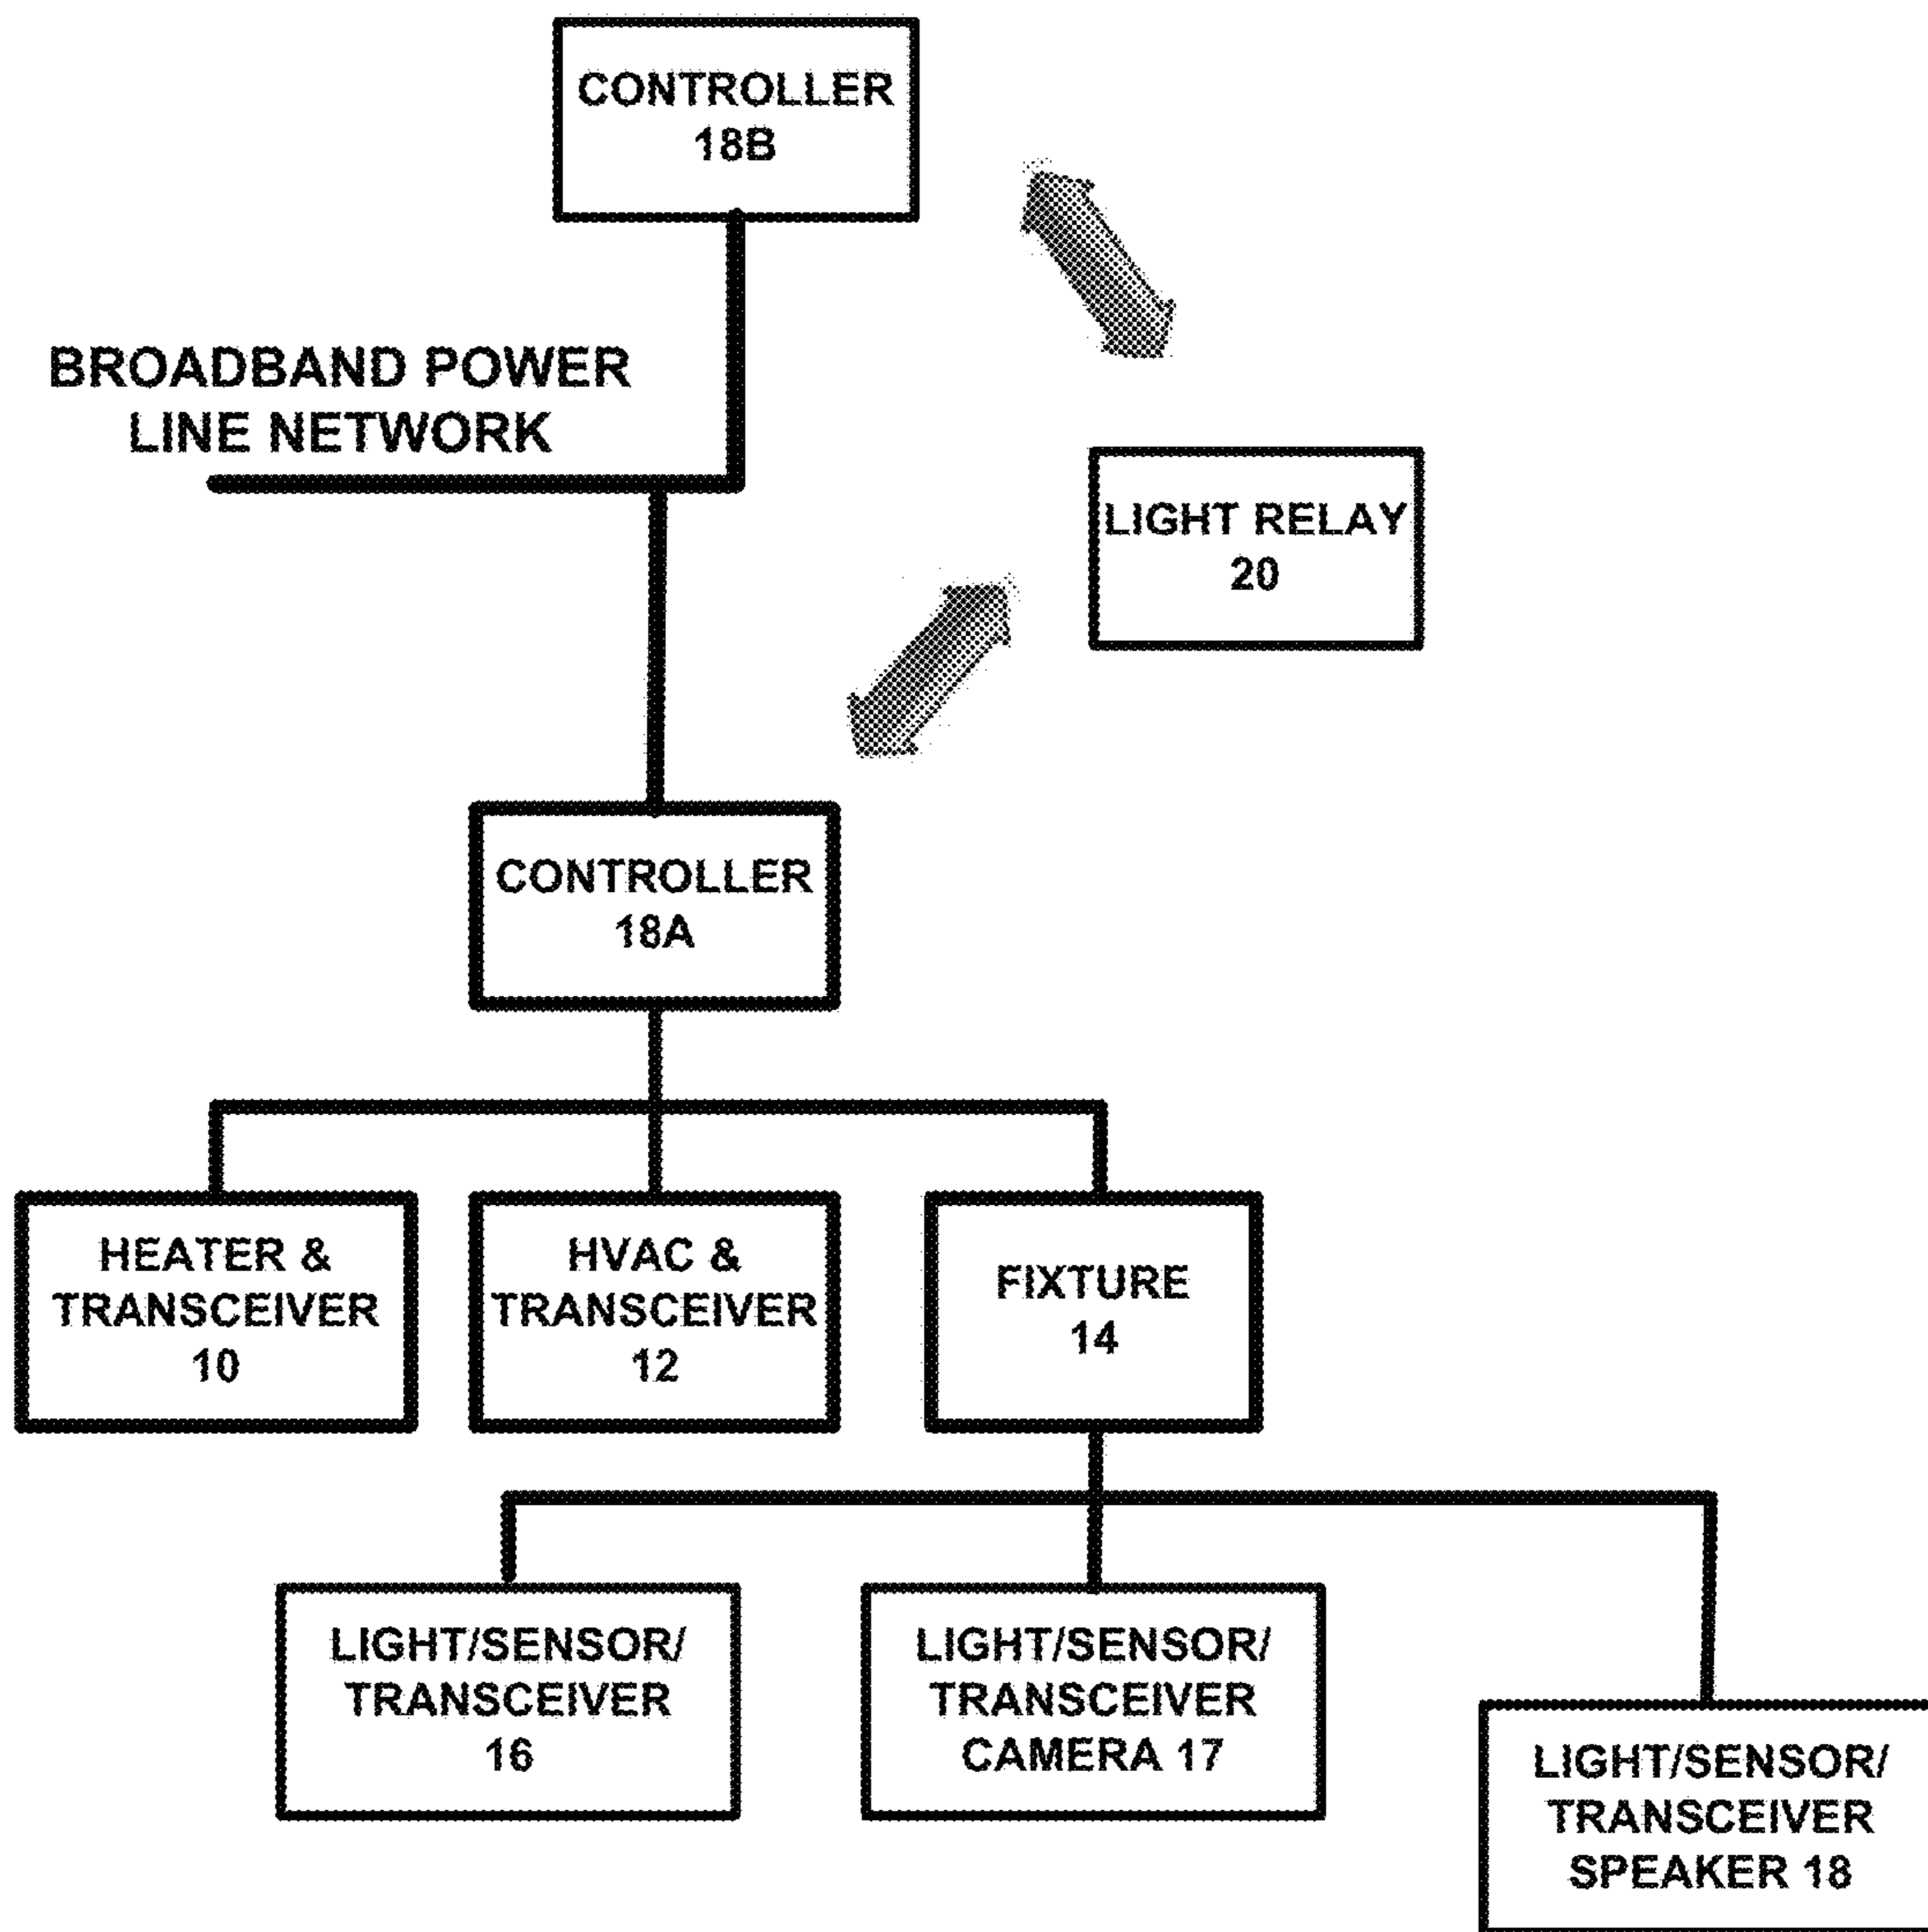 CONTROLLER
18B
BROADBAND POWER
LINE NETWORK
LIGHT RELAY
20
CONTROLLER
18A
HEATER &
TRANSCEIVER
10
HVAC &
TRANSCEIVER
12
FIXTURE
14
LIGHT/SENSOR/
TRANSCEIVER
16
LIGHT/SENSOR/
TRANSCEIVER
CAMERA 17
LIGHT/SENSOR/
TRANSCEIVER
SPEAKER 18